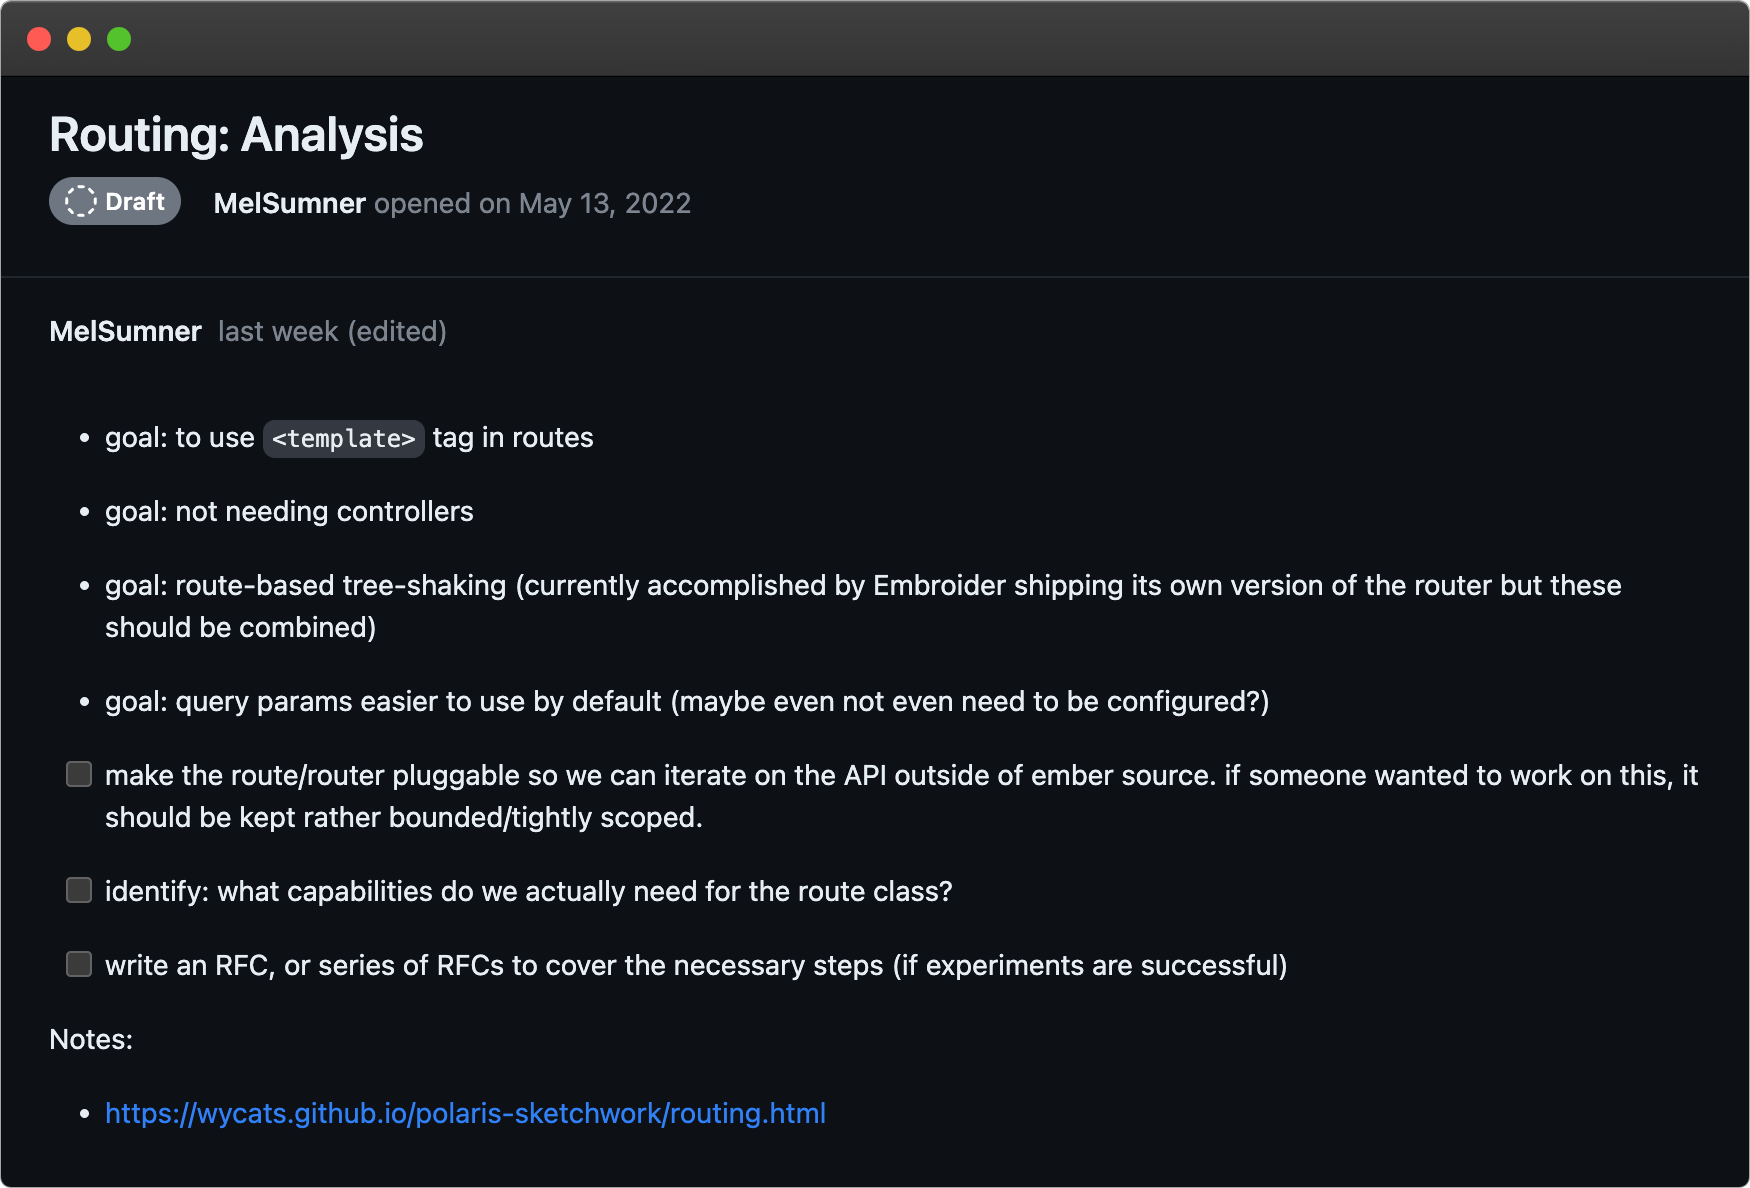 Routing: Analysis
Draft MelSumner opened on May 13, 2022
MelSumner last week (edited)
• goal: to use <template> tag in routes
• goal: not needing controllers
• goal: route-based tree-shaking (currently accomplished by Embroider shipping its own version of the router but these
should be combined)
• goal: query params easier to use by default (maybe even not even need to be configured?)
make the route/router pluggable so we can iterate on the API outside of ember source. if someone wanted to work on this, it
should be kept rather bounded/tightly scoped.
identify: what capabilities do we actually need for the route class?
write an RFC, or series of RFCs to cover the necessary steps (if experiments are successful)
Notes:
• https://wycats.github.io/polaris-sketchwork/routing.html